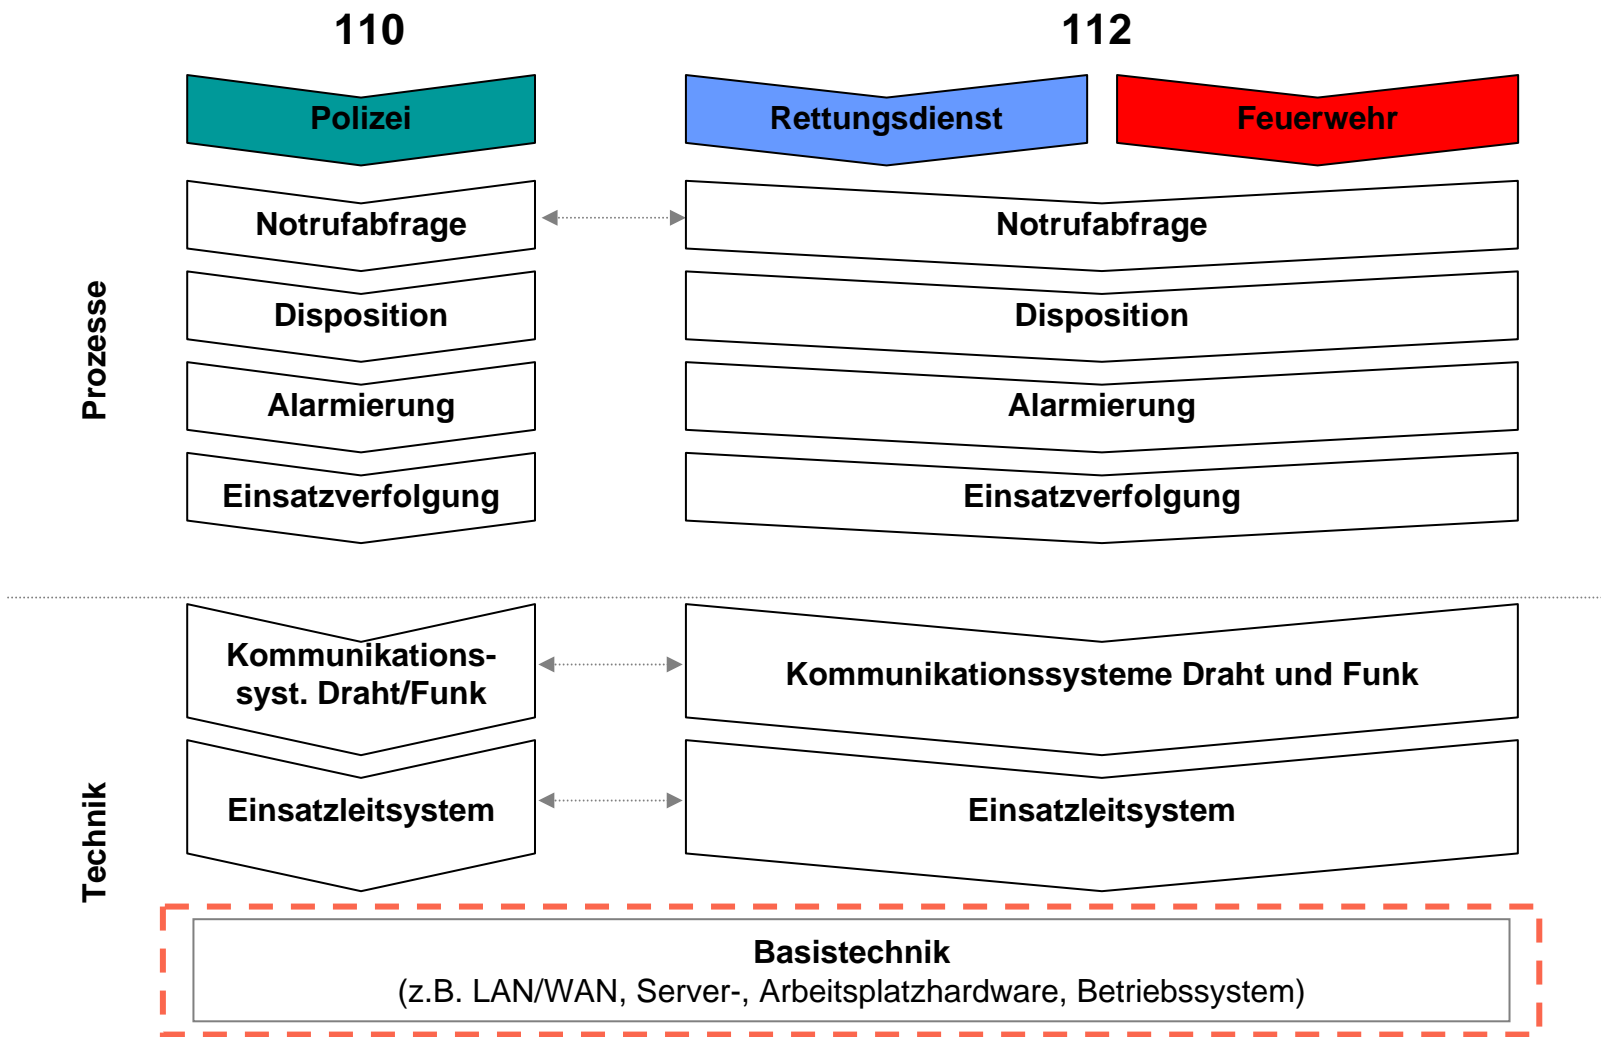 110
112
Polizei
Rettungsdienst
Feuerwehr
Prozesse
Notrufabfrage
Notrufabfrage
Disposition
Disposition
Alarmierung
Alarmierung
Einsatzverfolgung
Einsatzverfolgung
Technik
Kommunikations-
syst. Draht/Funk
Kommunikationssysteme Draht und Funk
Einsatzleitsystem
Einsatzleitsystem
Basistechnik
(z.B. LAN/WAN, Server-, Arbeitsplatzhardware, Betriebssystem)